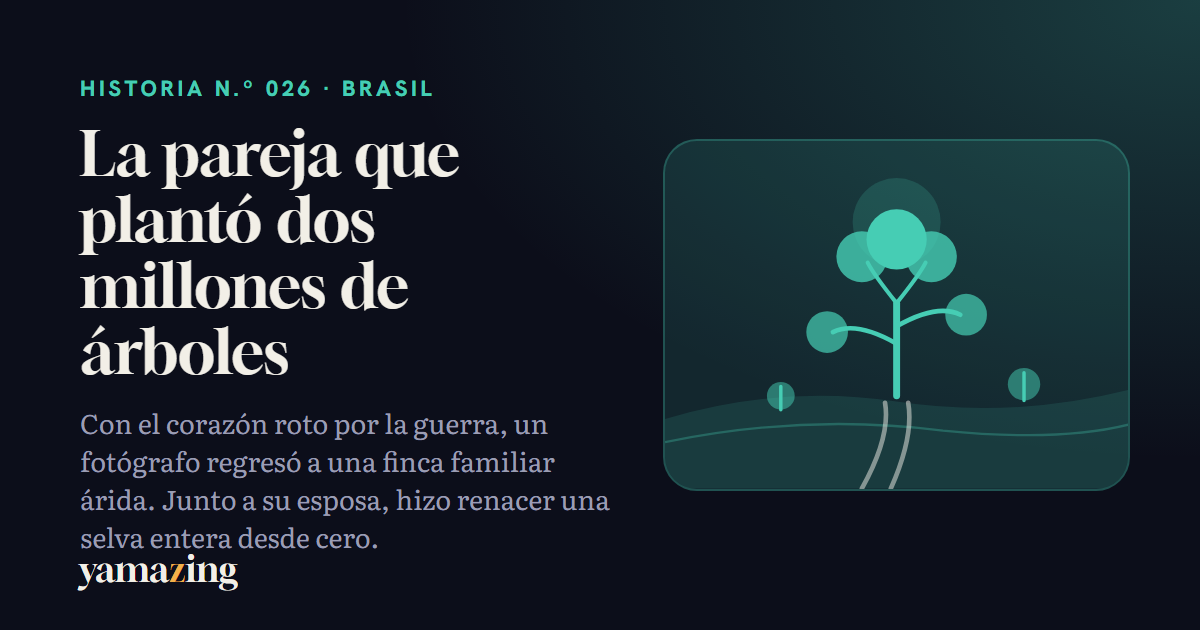 HISTORIA N.º 026 · BRASIL
La pareja que
plantó dos
millones de
árboles
Con el corazón roto por la guerra, un
fotógrafo regresó a una finca familiar
árida. Junto a su esposa, hizo renacer una
selva entera desde cero.
yamazing